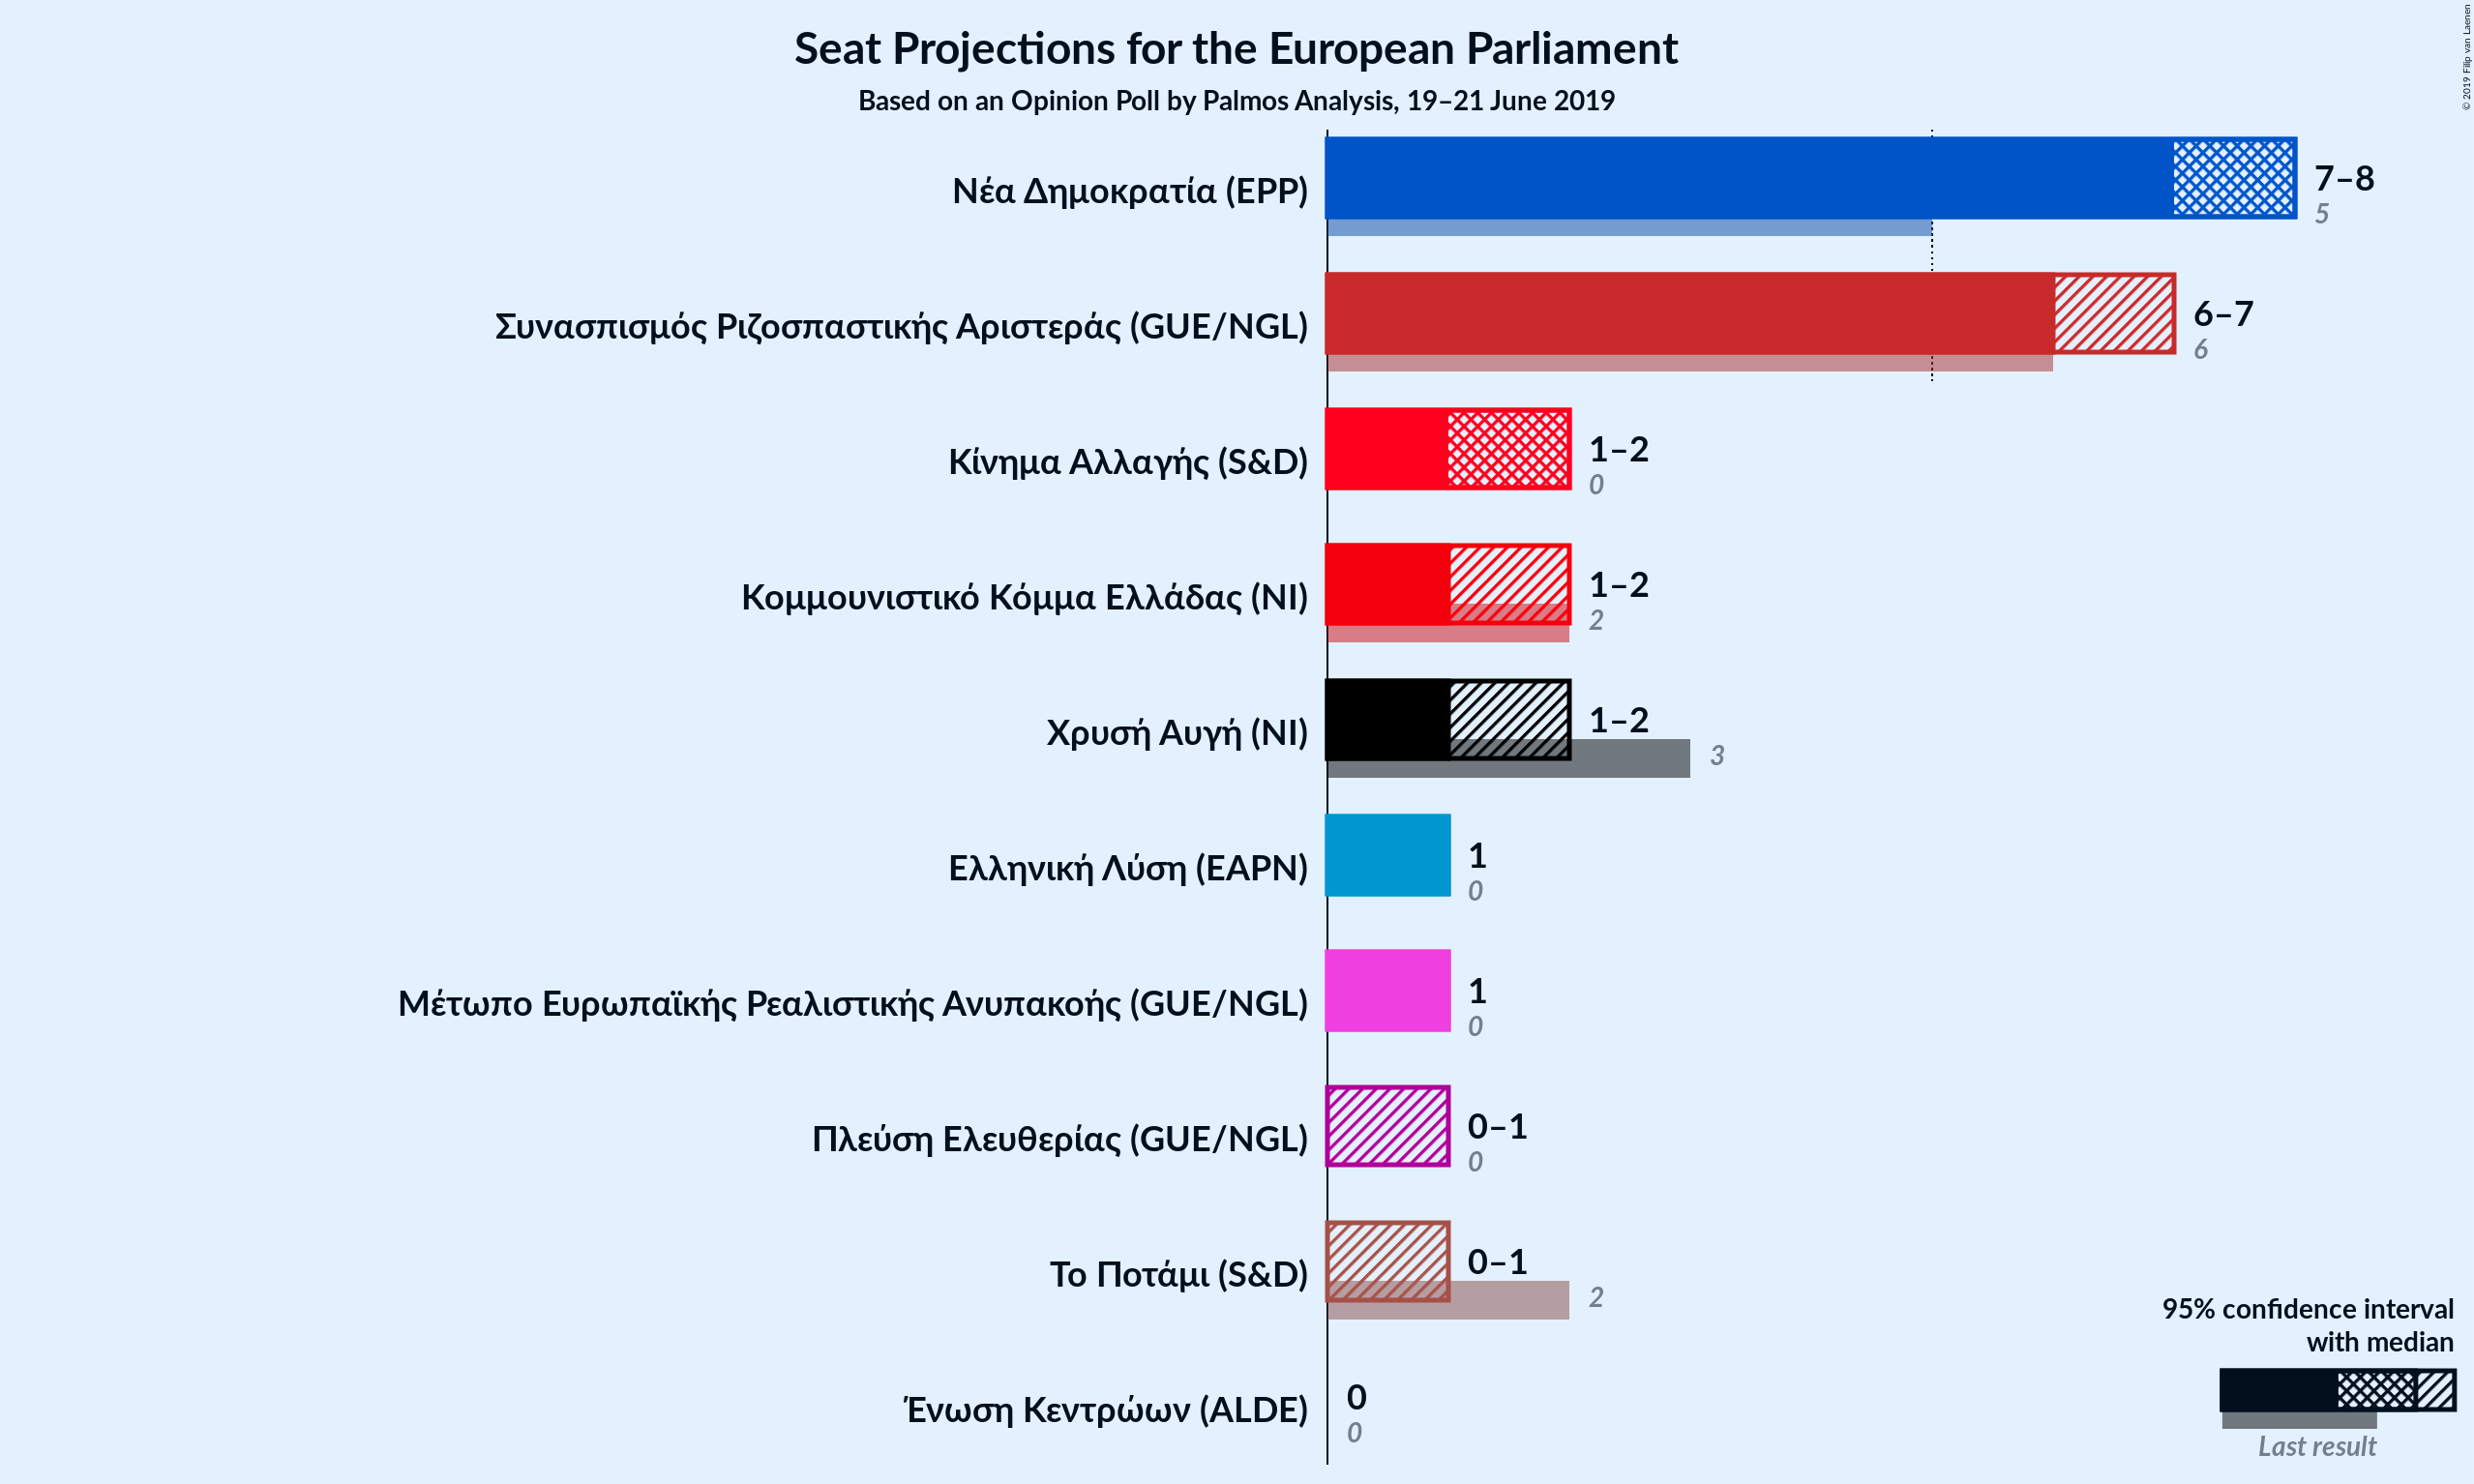 Seat Projections for the European Parliament
Based on an Opinion Poll by Palmos Analysis, 19–21 June 2019
© 2019 Filip van Laenen
Νέα Δημοκρατία (EPP)
7–8
5
Συνασπισμός Ριζοσπαστικής Αριστεράς (GUE/NGL)
6–7
6
Κίνημα Αλλαγής (S&D)
1–2
0
Κομμουνιστικό Κόμμα Ελλάδας (NI)
1–2
2
Χρυσή Αυγή (NI)
1–2
3
Ελληνική Λύση (EAPN)
1
0
Μέτωπο Ευρωπαϊκής Ρεαλιστικής Ανυπακοής (GUE/NGL)
1
0
Πλεύση Ελευθερίας (GUE/NGL)
0–1
0
Το Ποτάμι (S&D)
0–1
2
Ένωση Κεντρώων (ALDE)
0
0
95% confidence interval
with median
Last result